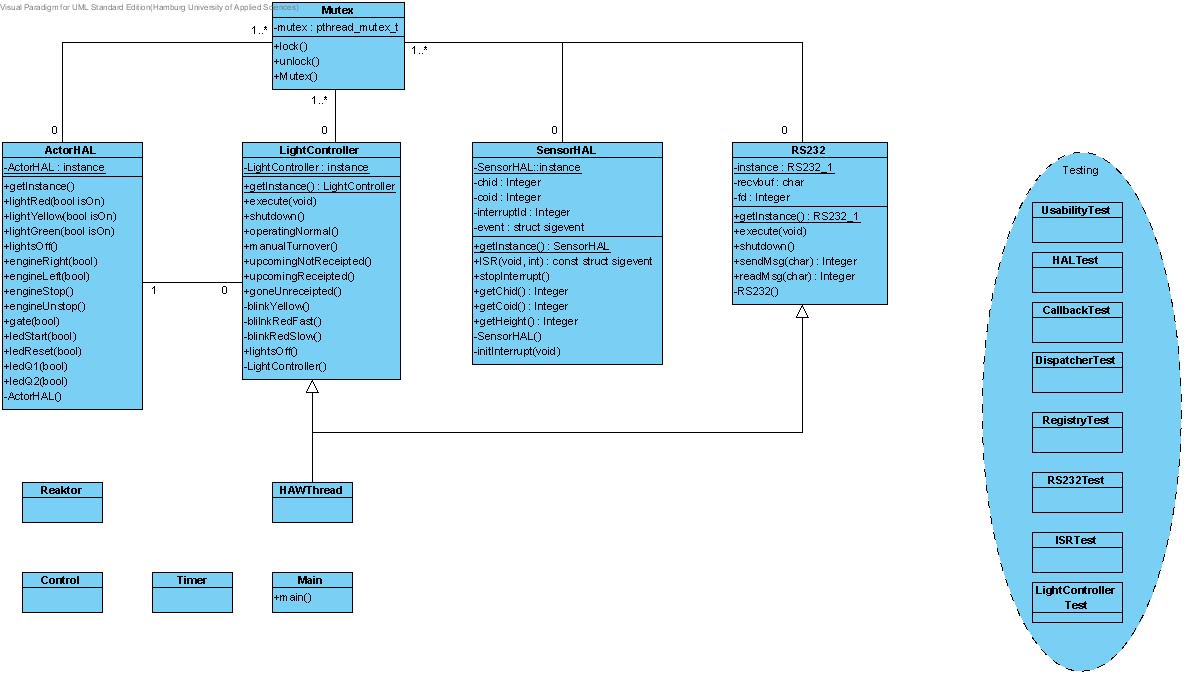 Visual Paradigm for UML Standard Edition(Hamburg University of Applied Sciences)
Mutex
-mutex : pthread_mutex_t
+lock()
+unlock()
+Mutex()
1..*
1..*
1..*
0
0
0
0
ActorHAL
-ActorHAL : instance
+getInstance()
+lightRed(bool isOn)
+lightYellow(bool isOn)
+lightGreen(bool isOn)
+lightsOff()
+engineRight(bool)
+engineLeft(bool)
+engineStop()
+engineUnstop()
+gate(bool)
+ledStart(bool)
+ledReset(bool)
+ledQ1(bool)
+ledQ2(bool)
-ActorHAL()
1
0
LightController
-LightController : instance
+getInstance() : LightController
+execute(void)
+shutdown()
+operatingNormal()
+manualTurnover()
+upcomingNotReceipted()
+upcomingReceipted()
+goneUnreceipted()
-blinkYellow()
-blilnkRedFast()
-blinkRedSlow()
+lightsOff()
-LightController()
SensorHAL
-SensorHAL::instance
-chid : Integer
-coid : Integer
-interruptId : Integer
-event : struct sigevent
+getInstance() : SensorHAL
+ISR(void, int) : const struct sigevent
+stopInterrupt()
+getChid() : Integer
+getCoid() : Integer
+getHeight() : Integer
-SensorHAL()
-initInterrupt(void)
RS232
-instance : RS232_1
-recvbuf : char
-fd : Integer
+getInstance() : RS232_1
+execute(void)
+shutdown()
+sendMsg(char) : Integer
+readMsg(char) : Integer
-RS232()
Reaktor
HAWThread
Control
Timer
Main
+main()
Testing
UsabilityTest
HALTest
CallbackTest
DispatcherTest
RegistryTest
RS232Test
ISRTest
LightController
Test